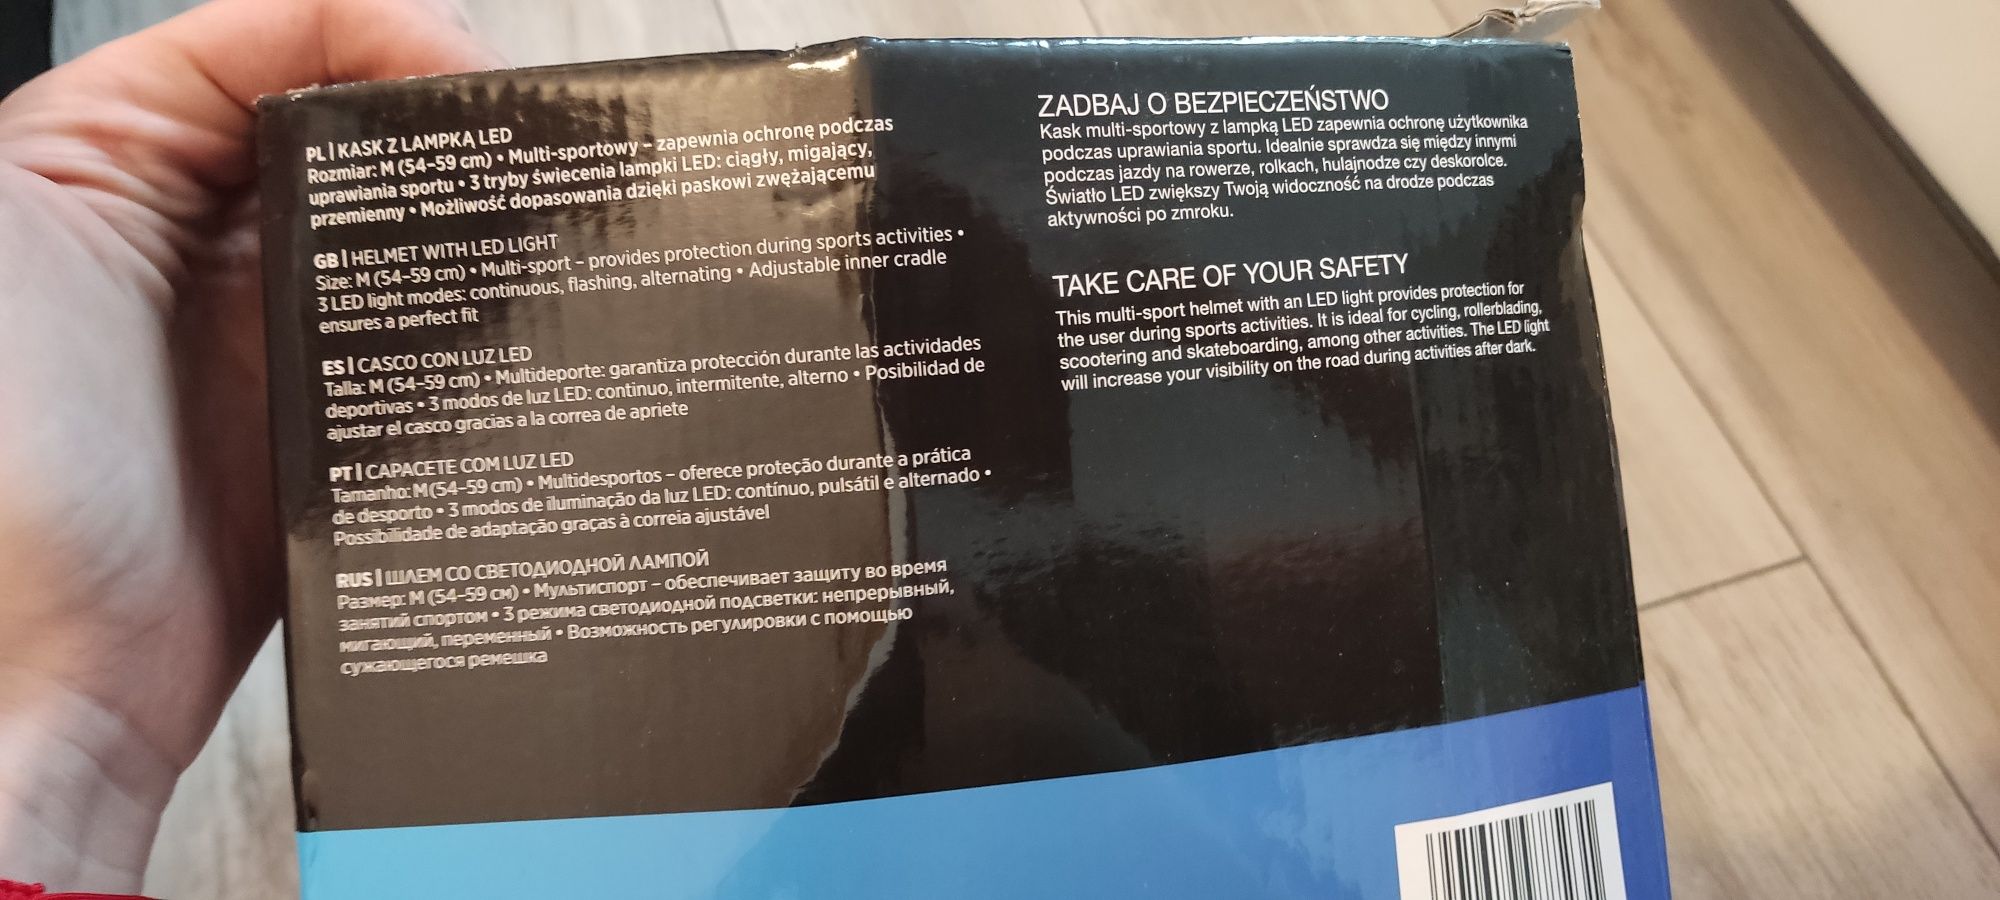 PL | KASK Z LAMPKĄ LED
Rozmiar: M (54–59 cm) • Multi-sportowy – zapewnia ochronę podczas
uprawiania sportu • 3 tryby świecenia lampki LED: ciągły, migający,
przemienny • Możliwość dopasowania dzięki paskowi zwężającemu
GB | HELMET WITH LED LIGHT
Size: M (54–59 cm) • Multi-sport – provides protection during sports activities •
3 LED light modes: continuous, flashing, alternating • Adjustable inner cradle
ensures a perfect fit
ES | CASCO CON LUZ LED
Talla: M (54–59 cm) • Multideporte: garantiza protección durante las actividades
deportivas • 3 modos de luz LED: continuo, intermitente, alterno • Posibilidad de
ajustar el casco gracias a la correa de apriete
PT | CAPACETE COM LUZ LED
Tamanho: M (54–59 cm) • Multidesportos – oferece proteção durante a prática
de desporto • 3 modos de iluminação da luz LED: contínuo, pulsátil e alternado •
Possibilidade de adaptação graças à correia ajustável
RUS | ШЛЕМ СО СВЕТОДИОДНОЙ ЛАМПОЙ
Размер: M (54–59 см) • Мультиспорт – обеспечивает защиту во время
занятий спортом • 3 режима светодиодной подсветки: непрерывный,
мигающий, переменный • Возможность регулировки с помощью
сужающегося ремешка
ZADBAJ O BEZPIECZEŃSTWO
Kask multi-sportowy z lampką LED zapewnia ochronę użytkownika
podczas uprawiania sportu. Idealnie sprawdza się między innymi
podczas jazdy na rowerze, rolkach, hulajnodze czy deskorolce.
Światło LED zwiększy Twoją widoczność na drodze podczas
aktywności po zmroku.
TAKE CARE OF YOUR SAFETY
This multi-sport helmet with an LED light provides protection for
the user during sports activities. It is ideal for cycling, rollerblading,
scootering and skateboarding, among other activities. The LED light
will increase your visibility on the road during activities after dark.